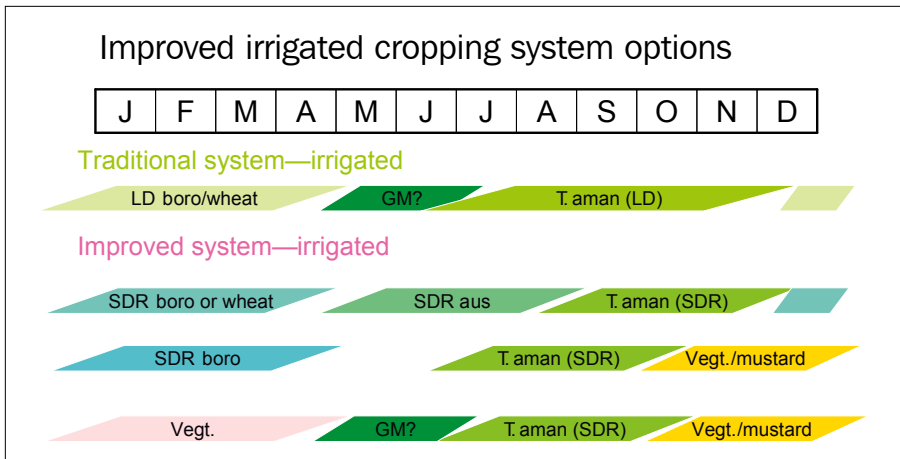 Improved irrigated cropping system options
J F M A M J J A S O N D
Traditional system—irrigated
LD boro/wheat GM? T. aman (LD)
Improved system—irrigated
SDR boro or wheat SDR aus T. aman (SDR)
SDR boro T. aman (SDR) Vegt./mustard
Vegt. GM? T. aman (SDR) Vegt./mustard